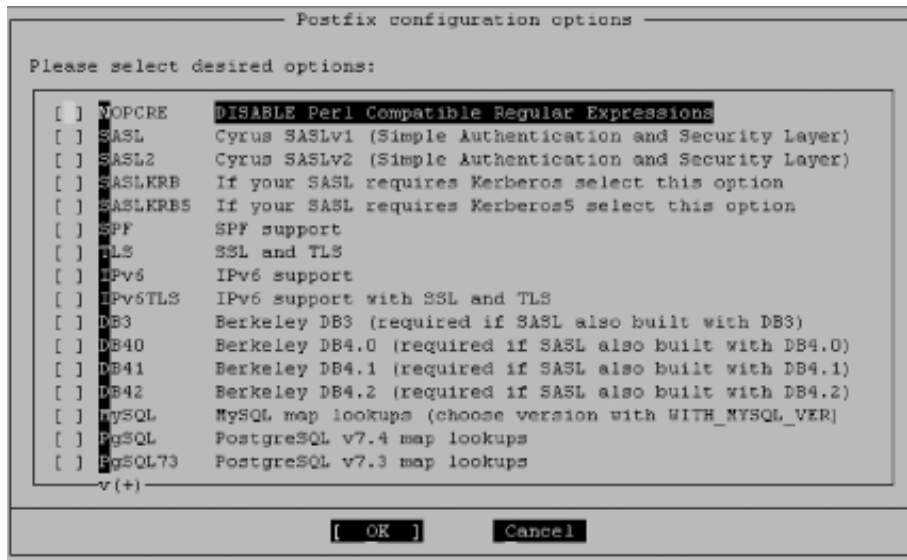 Postfix configuration options
Please select desired options:
[ ] NOPCRE DISABLE Perl Compatible Regular Expressions
[ ] SASL Cyrus SASLv1 (Simple Authentication and Security Layer)
[ ] SASL2 Cyrus SASLv2 (Simple Authentication and Security Layer)
[ ] SASLKRB If your SASL requires Kerberos select this option
[ ] SASLKRB5 If your SASL requires Kerberos5 select this option
[ ] SPF SPF support
[ ] TLS SSL and TLS
[ ] IPv6 IPv6 support
[ ] IPv6TLS IPv6 support with SSL and TLS
[ ] DB3 Berkeley DB3 (required if SASL also built with DB3)
[ ] DB40 Berkeley DB4.0 (required if SASL also built with DB4.0)
[ ] DB41 Berkeley DB4.1 (required if SASL also built with DB4.1)
[ ] DB42 Berkeley DB4.2 (required if SASL also built with DB4.2)
[ ] MySQL MySQL map lookups (choose version with WITH_MYSQL_VER)
[ ] PgSQL PostgreSQL v7.4 map lookups
[ ] PgSQL73 PostgreSQL v7.3 map lookups
v(+)
[ OK ] Cancel